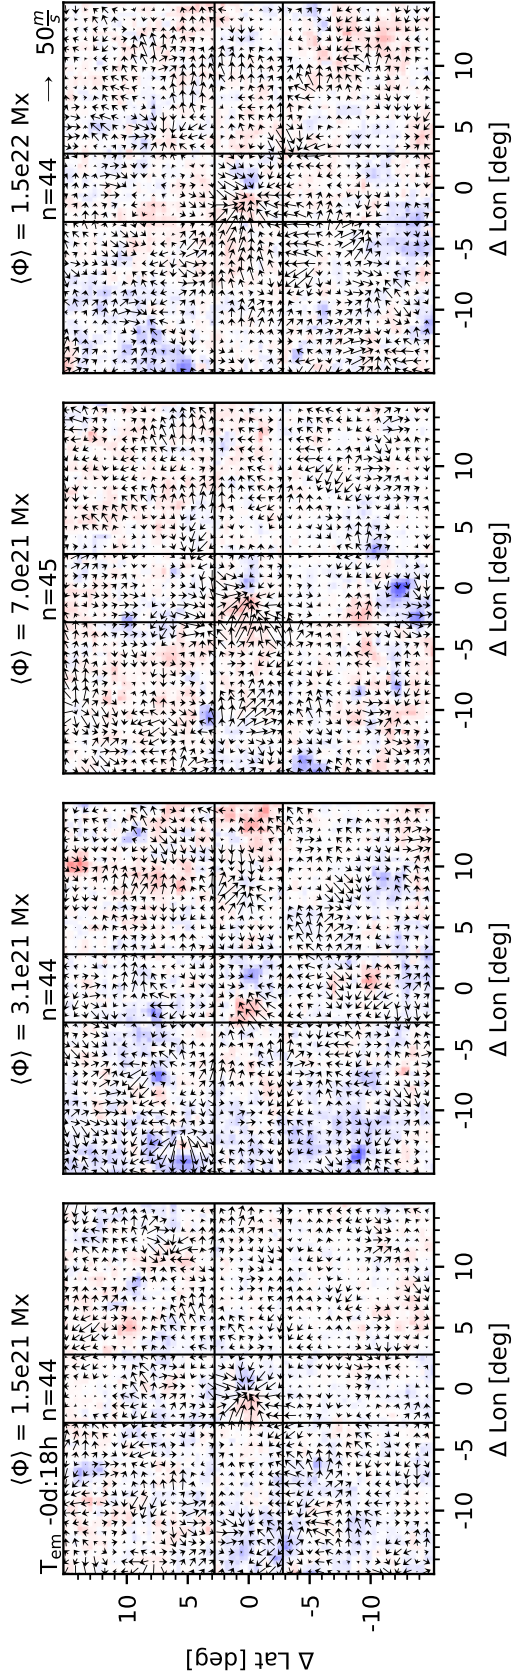 ⟨Φ⟩ = 1.5e21 Mx
T_em -0d:18h n=44
⟨Φ⟩ = 3.1e21 Mx
n=44
⟨Φ⟩ = 7.0e21 Mx
n=45
⟨Φ⟩ = 1.5e22 Mx
n=44
→ 50 m/s
Δ Lat [deg]
10
5
0
-5
-10
-10 -5 0 5 10
Δ Lon [deg]
-10 -5 0 5 10
Δ Lon [deg]
-10 -5 0 5 10
Δ Lon [deg]
-10 -5 0 5 10
Δ Lon [deg]